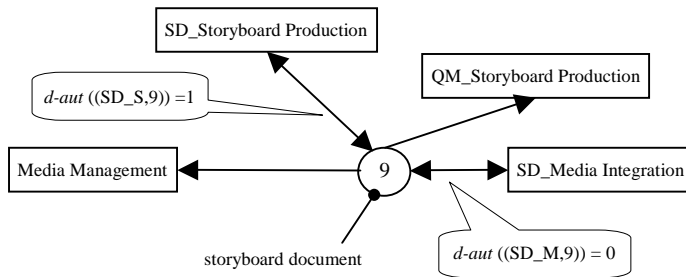 SD_Storyboard Production
QM_Storyboard Production
d-aut ((SD_S,9)) =1
Media Management
9
SD_Media Integration
storyboard document
d-aut ((SD_M,9)) = 0